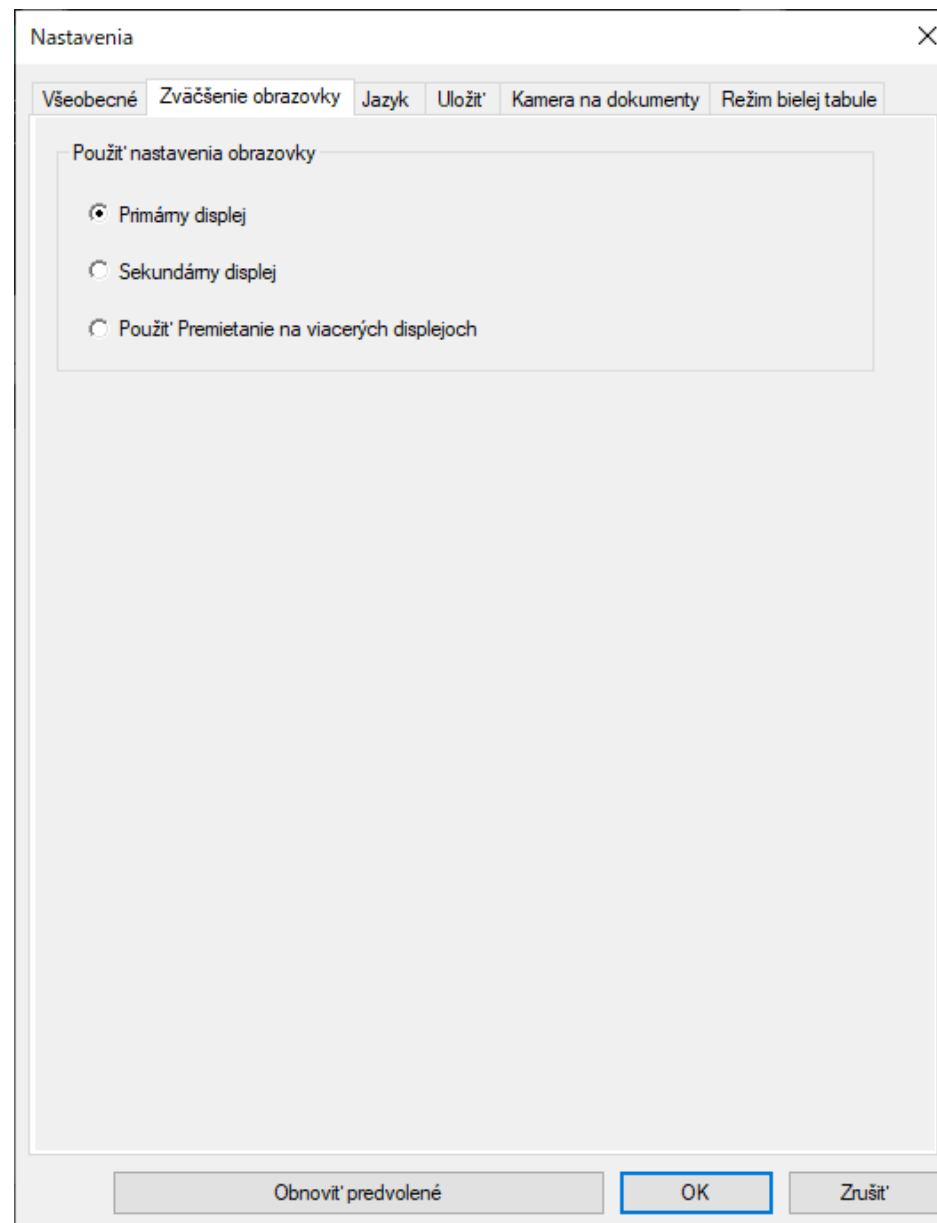 Nastavenia
Všeobecné Zväčšenie obrazovky Jazyk Uložiť Kamera na dokumenty Režim bielej tabule
Použiť nastavenia obrazovky
Primárny displej
Sekundárny displej
Použiť Premietanie na viacerých displejoch
Obnoviť predvolené OK Zrušiť